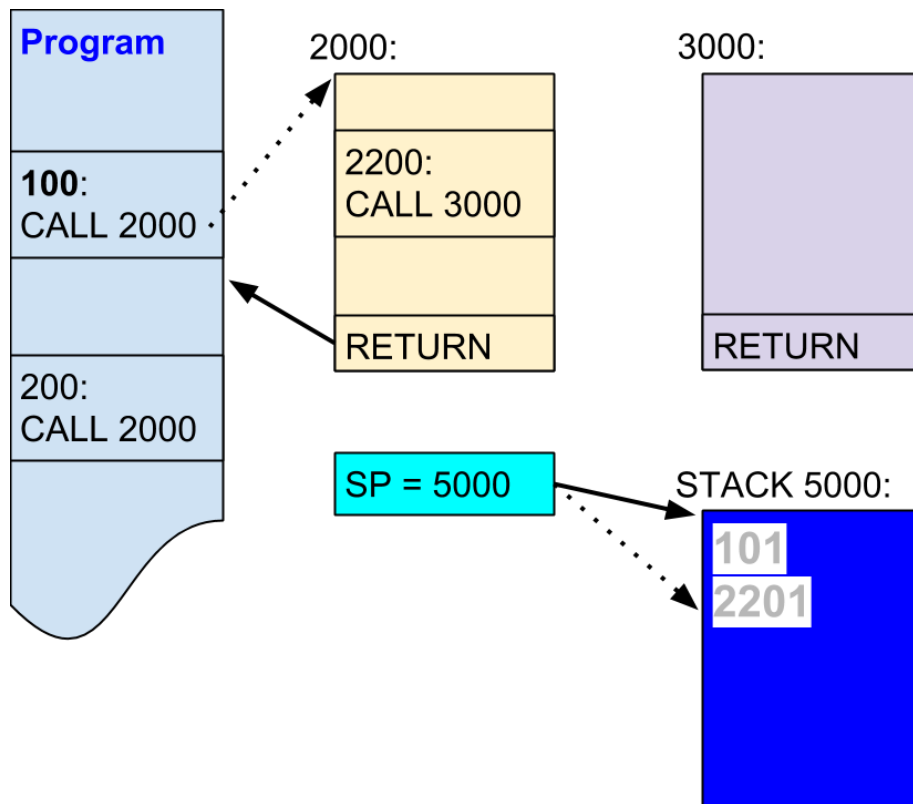 Program
100:
CALL 2000
200:
CALL 2000
2000:
2200:
CALL 3000
RETURN
3000:
RETURN
SP = 5000
STACK 5000:
101
2201